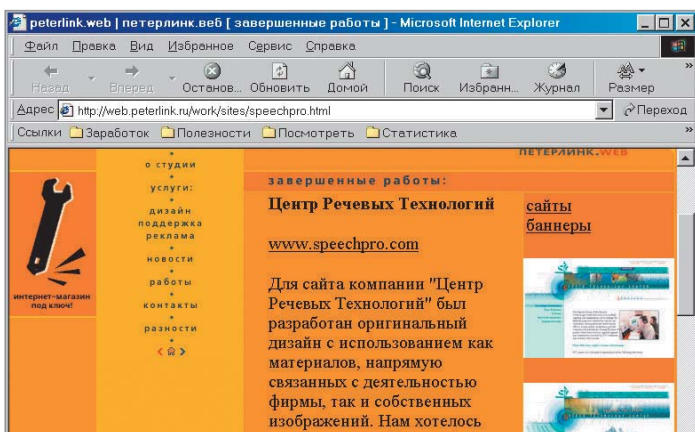 peterlink.web | петерлинк.веб [ завершенные работы ] - Microsoft Internet Explorer
Файл Правка Вид Избранное Сервис Справка
Назад Вперед Останов... Обновить Домой Поиск Избранн... Журнал Размер »
Адрес http://web.peterlink.ru/work/sites/speechpro.html Переход
Ссылки Заработок Полезности Посмотреть Статистика »
ПЕТЕРЛИНК.WEB
интернет-магазин
под ключ!
о студии
услуги:
дизайн
поддержка
реклама
новости
работы
контакты
разности
завершенные работы:
Центр Речевых Технологий
www.speechpro.com
Для сайта компании "Центр
Речевых Технологий" был
разработан оригинальный
дизайн с использованием как
материалов, напрямую
связанных с деятельностью
фирмы, так и собственных
изображений. Нам хотелось
сайты
баннеры